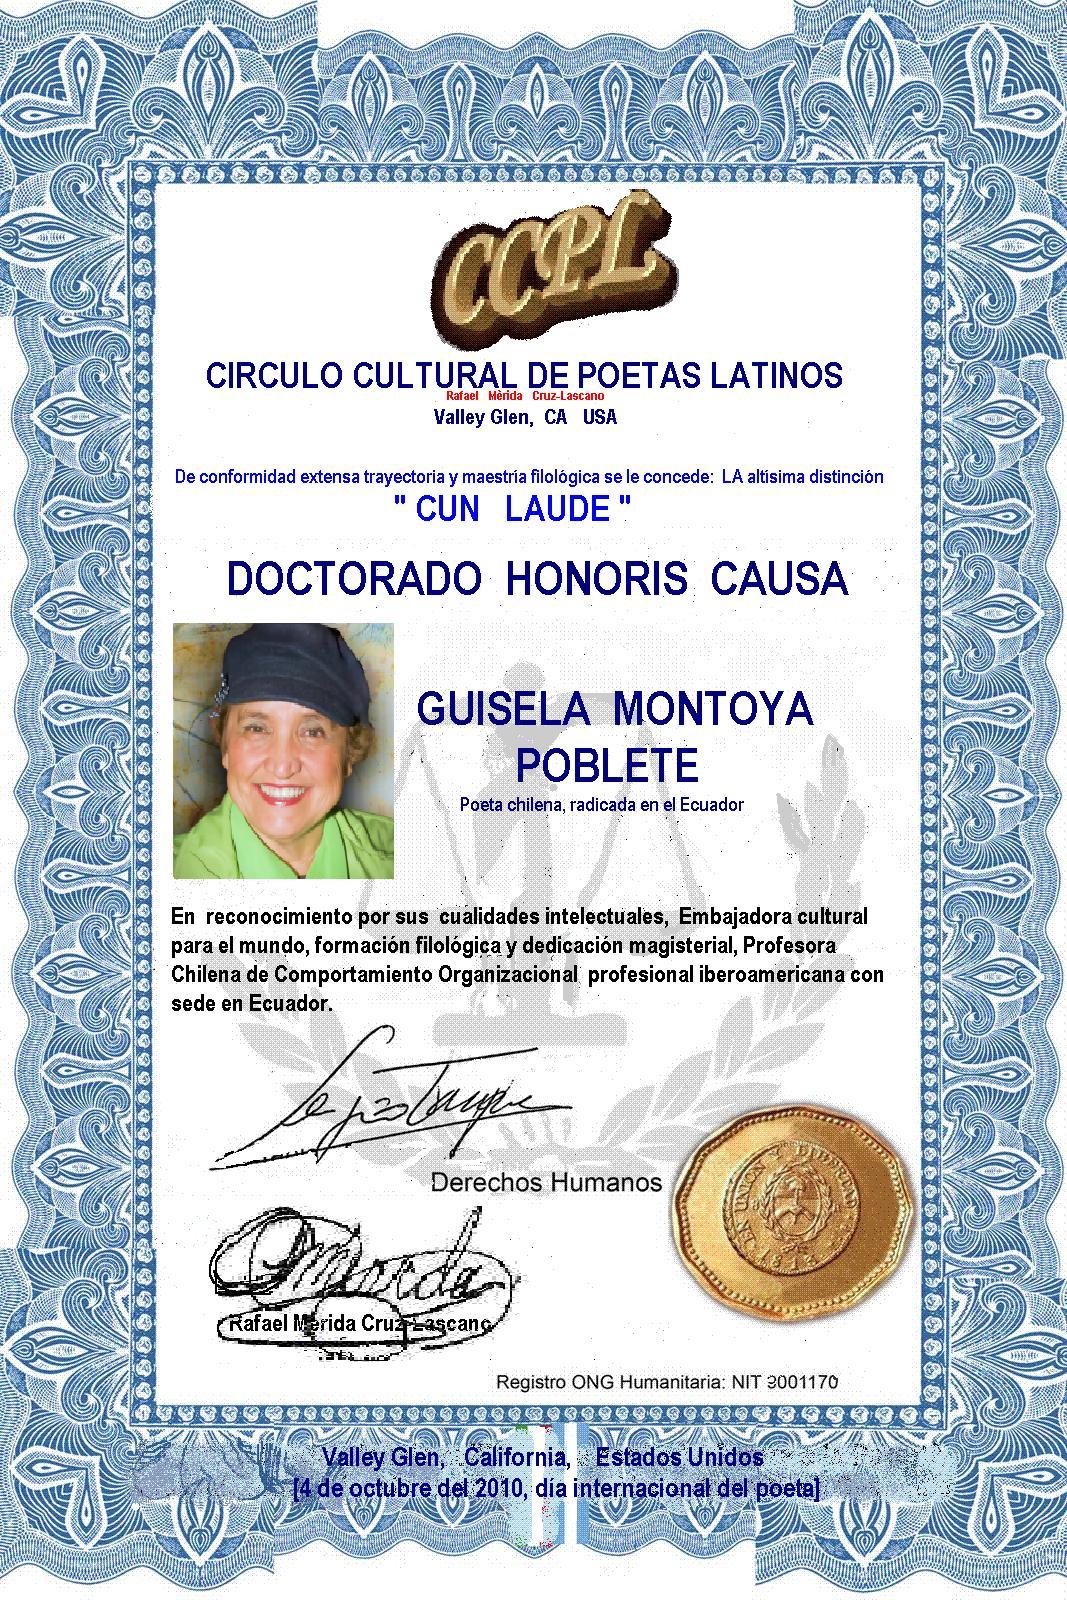 CCPL
CIRCULO CULTURAL DE POETAS LATINOS
Rafael Mèrida Cruz-Lascano
Valley Glen, CA USA
De conformidad extensa trayectoria y maestría filológica se le concede: LA altísima distinción
" CUN LAUDE "
DOCTORADO HONORIS CAUSA
GUISELA MONTOYA
POBLETE
Poeta chilena, radicada en el Ecuador
En reconocimiento por sus cualidades intelectuales, Embajadora cultural
para el mundo, formación filológica y dedicación magisterial, Profesora
Chilena de Comportamiento Organizacional profesional iberoamericana con
sede en Ecuador.
Derechos Humanos
EN UNION Y LIBERTAD
1813
Rafael Mèrida Cruz-Lascano
Registro ONG Humanitaria: NIT 9001170
Valley Glen, California, Estados Unidos
[4 de octubre del 2010, día internacional del poeta]